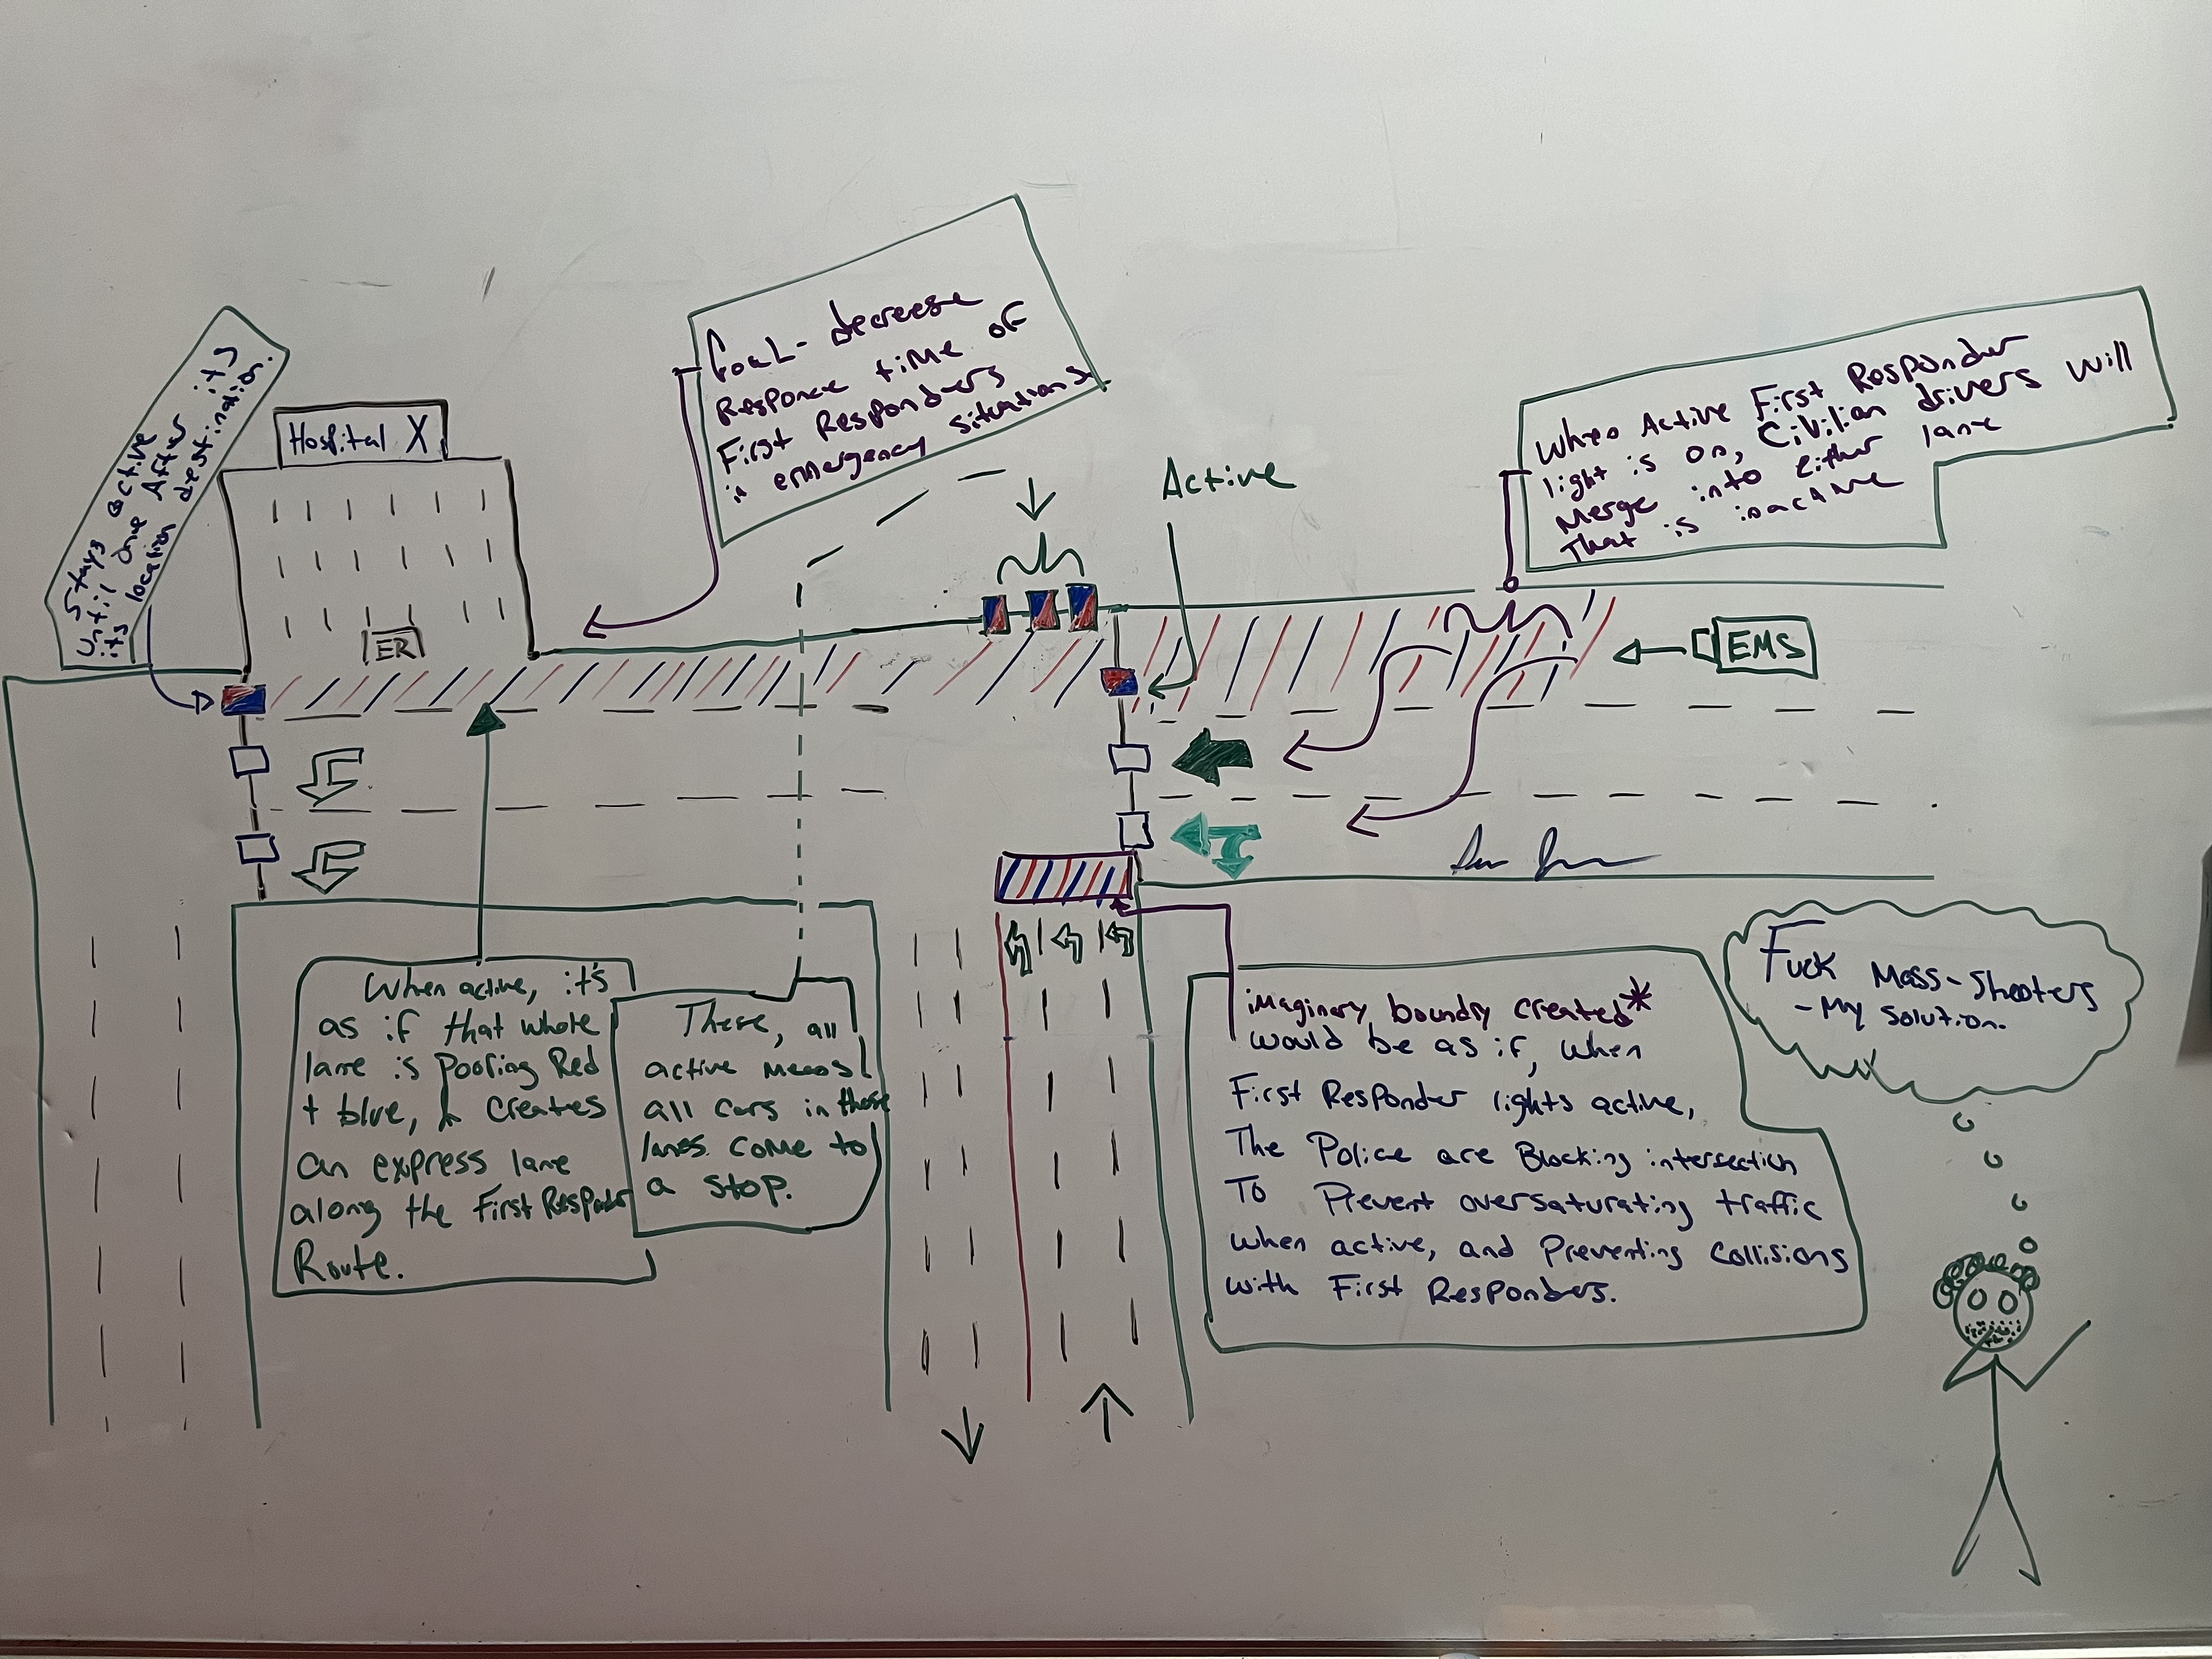 Stays active
until one After it's
its location destination.
Hospital X
ER
Goal - decrease
Response time of
First Responders
in emergency situations
Active
When Active First Responder
light is on, Civilian drivers will
Merge into either lane
That is inactive
EMS
When active, it's
as if that whole
lane is Pooling Red
+ blue, creates
an express lane
along the First Responder
Route.
These, all
active means
all cars in those
lanes come to
a stop.
imaginary boundry created*
would be as if, when
First Responder lights active,
The Police are Blocking intersection
To Prevent oversaturating traffic
when active, and Preventing Collisions
with First Responders.
Fuck Mass-Shooters
- My Solution.